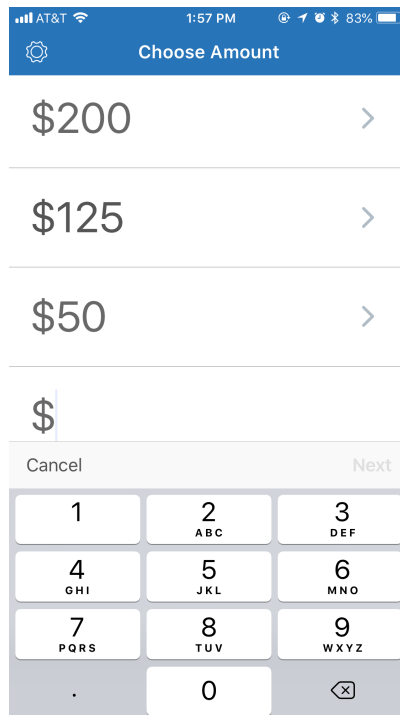 AT&T 1:57 PM 83%
Choose Amount
$200
$125
$50
$
Cancel Next
1 2 3
ABC DEF
4 5 6
GHI JKL MNO
7 8 9
PQRS TUV WXYZ
. 0